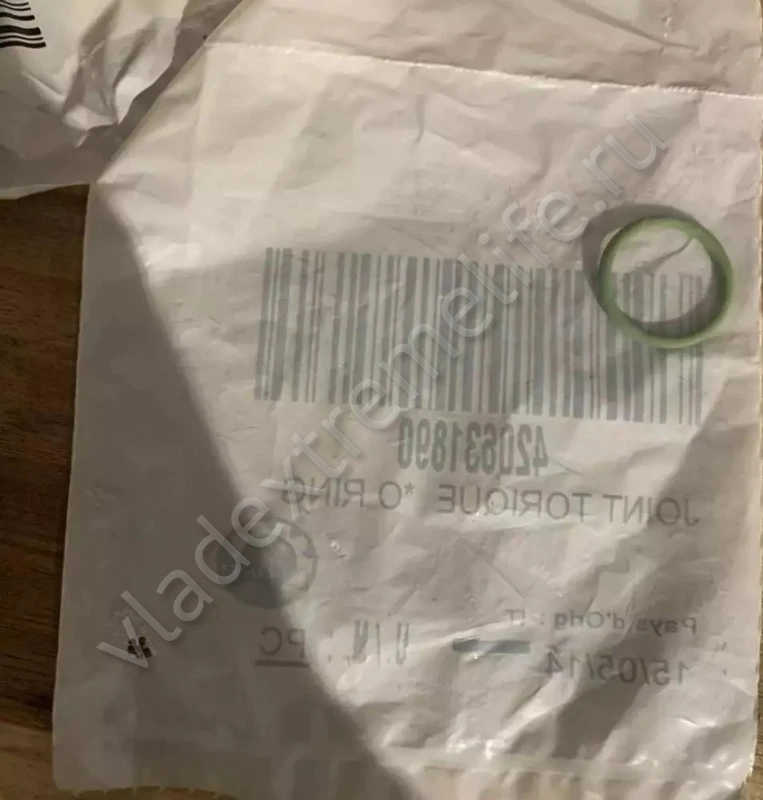 vladextremelife.ru
420631890
JOINT TORIQUE *O RING
Pays d'Orig : IT
15/05/14
U/N : PC